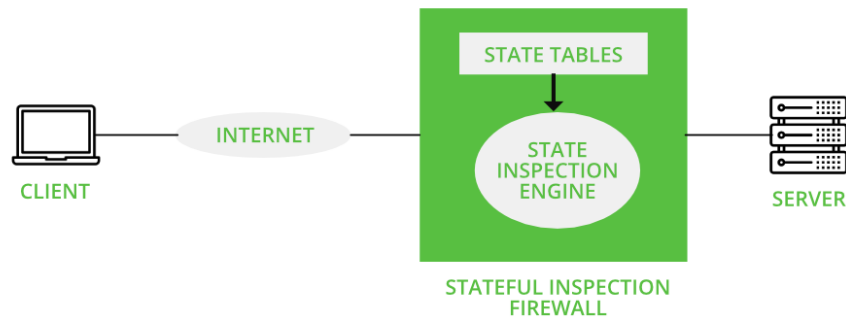 STATE TABLES
INTERNET
STATE
INSPECTION
ENGINE
CLIENT
SERVER
STATEFUL INSPECTION
FIREWALL